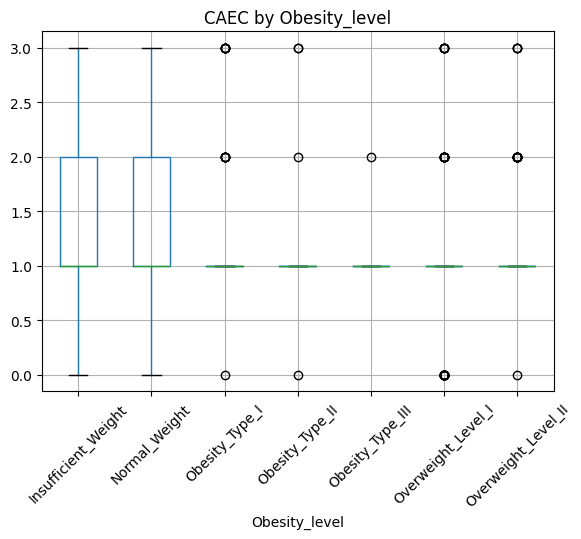 CAEC by Obesity_level
3.0
2.5
2.0
1.5
1.0
0.5
0.0
Insufficient_Weight
Normal_Weight
Obesity_Type_I
Obesity_Type_II
Obesity_Type_III
Overweight_Level_I
Overweight_Level_II
Obesity_level